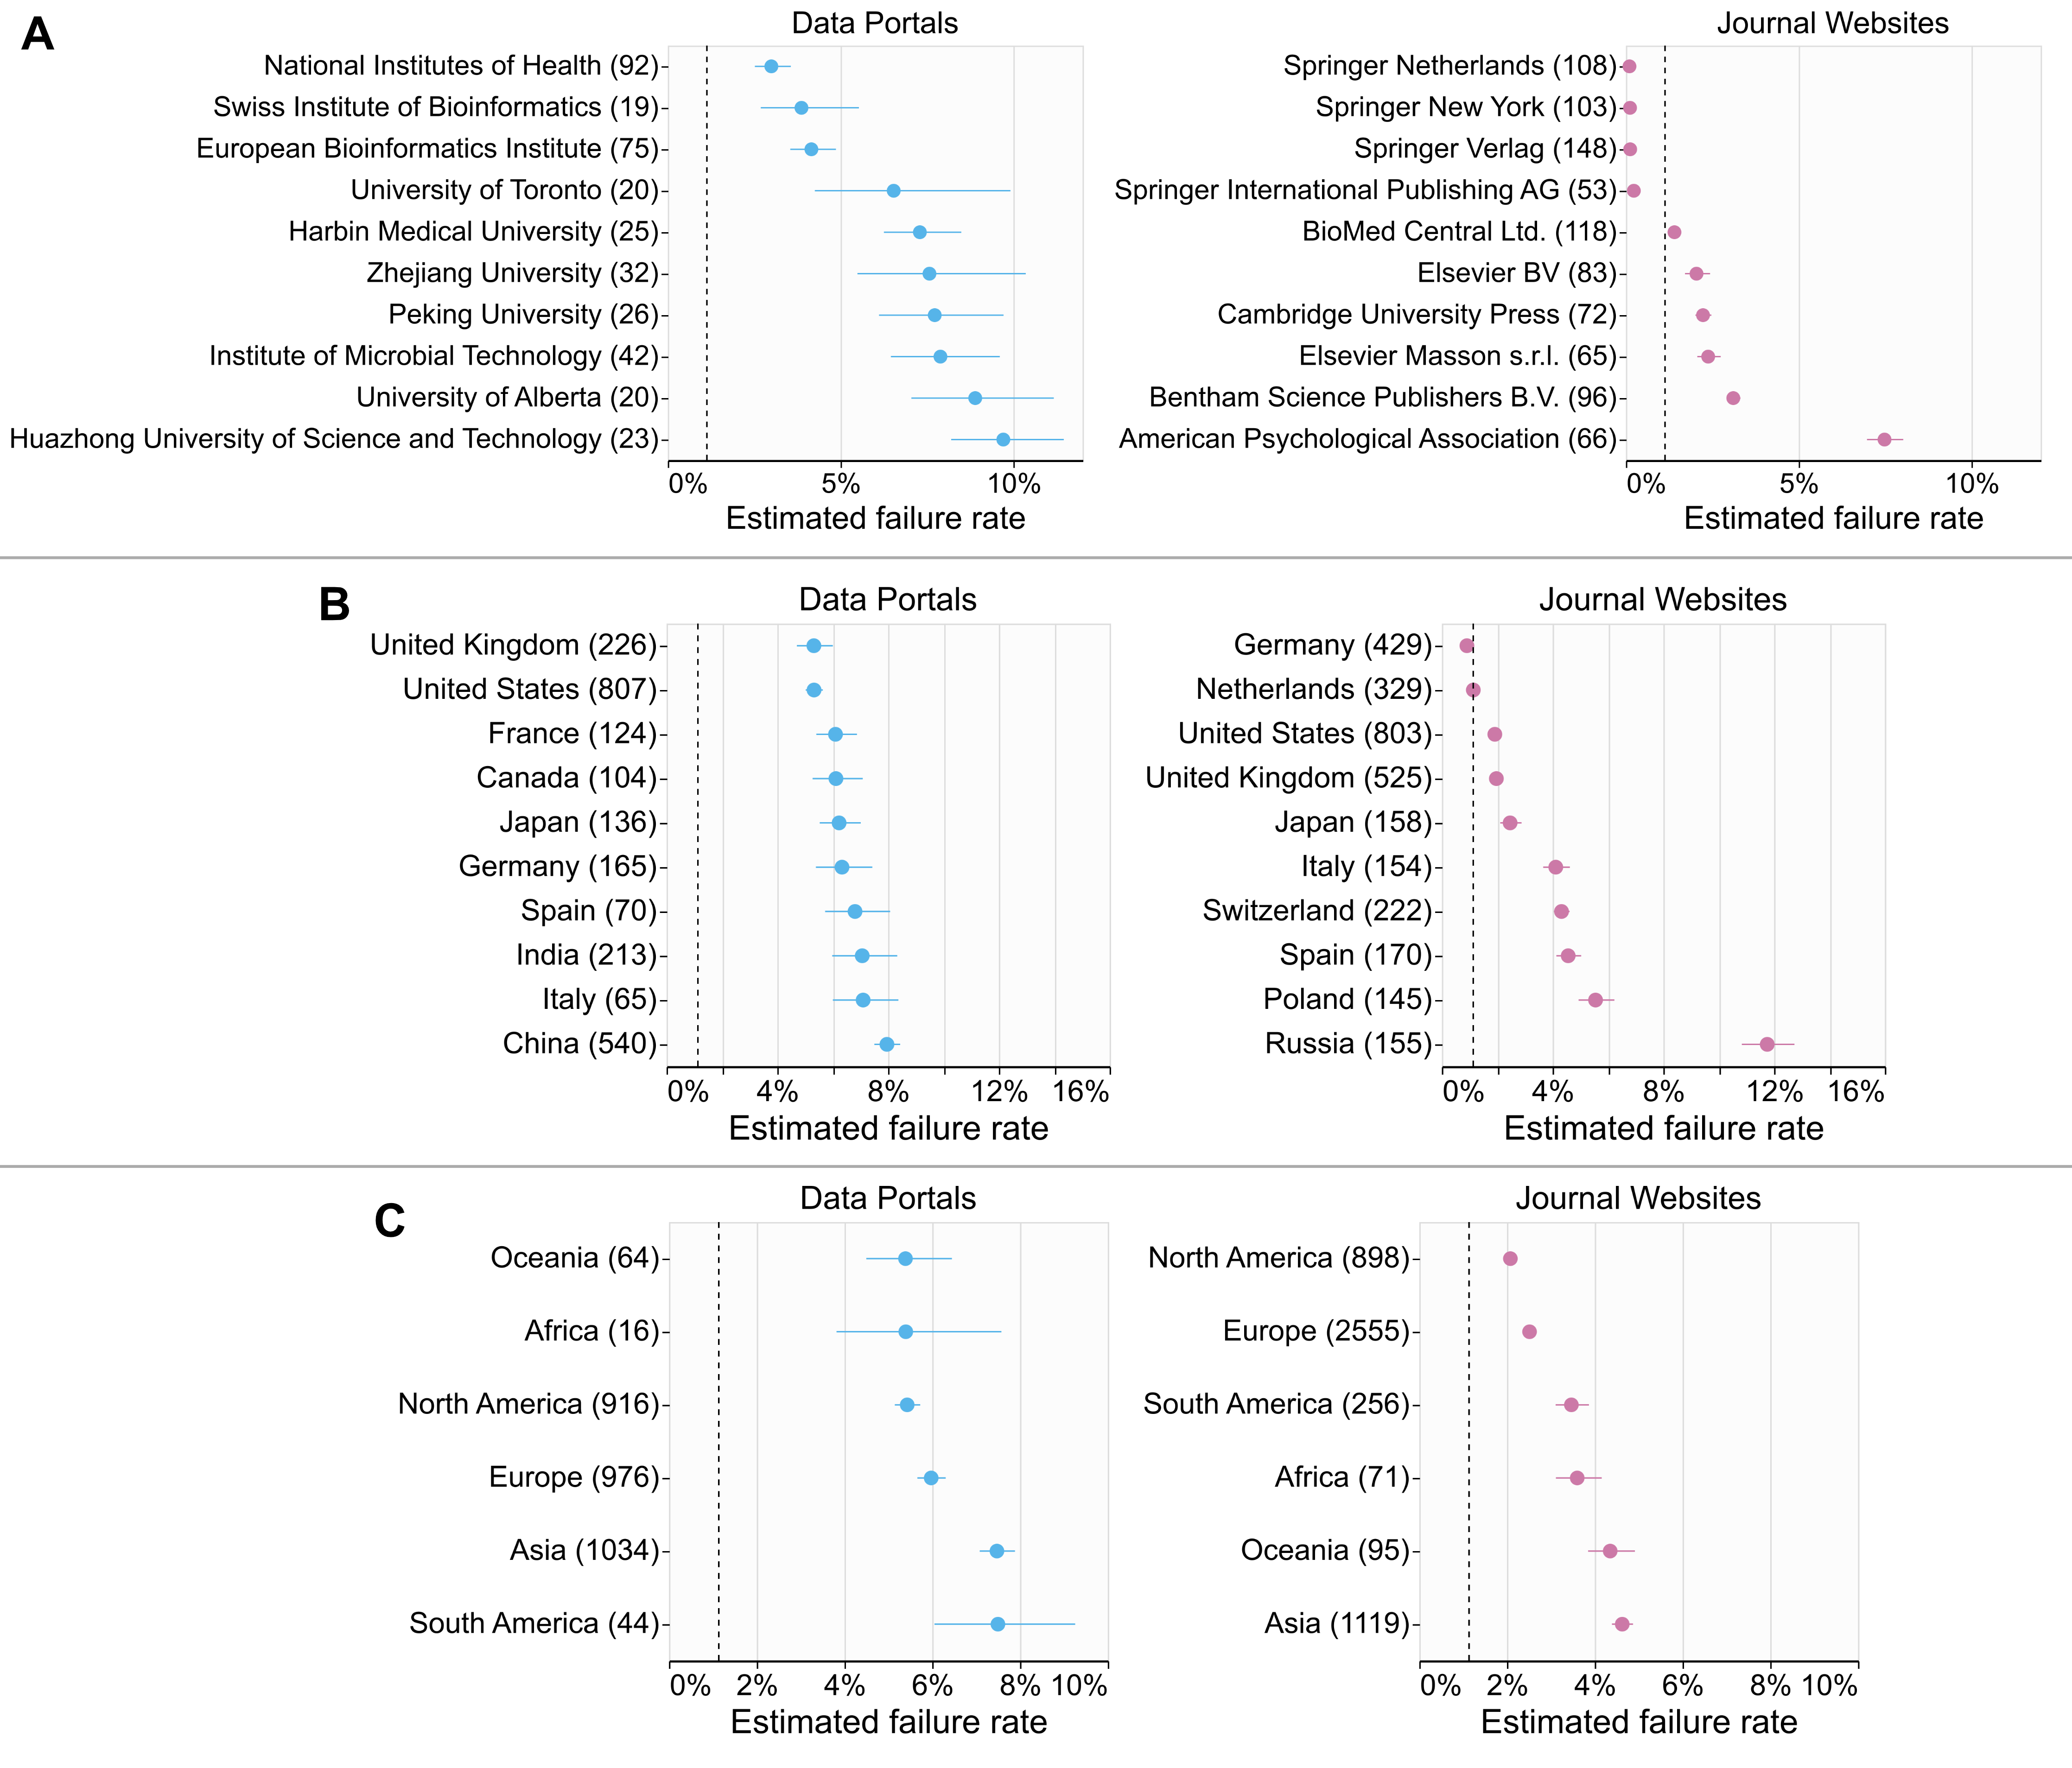 A
Data Portals
National Institutes of Health (92)
Swiss Institute of Bioinformatics (19)
European Bioinformatics Institute (75)
University of Toronto (20)
Harbin Medical University (25)
Zhejiang University (32)
Peking University (26)
Institute of Microbial Technology (42)
University of Alberta (20)
Huazhong University of Science and Technology (23)
0% 5% 10%
Estimated failure rate
Journal Websites
Springer Netherlands (108)
Springer New York (103)
Springer Verlag (148)
Springer International Publishing AG (53)
BioMed Central Ltd. (118)
Elsevier BV (83)
Cambridge University Press (72)
Elsevier Masson s.r.l. (65)
Bentham Science Publishers B.V. (96)
American Psychological Association (66)
0% 5% 10%
Estimated failure rate
B
Data Portals
United Kingdom (226)
United States (807)
France (124)
Canada (104)
Japan (136)
Germany (165)
Spain (70)
India (213)
Italy (65)
China (540)
0% 4% 8% 12% 16%
Estimated failure rate
Journal Websites
Germany (429)
Netherlands (329)
United States (803)
United Kingdom (525)
Japan (158)
Italy (154)
Switzerland (222)
Spain (170)
Poland (145)
Russia (155)
0% 4% 8% 12% 16%
Estimated failure rate
C
Data Portals
Oceania (64)
Africa (16)
North America (916)
Europe (976)
Asia (1034)
South America (44)
0% 2% 4% 6% 8% 10%
Estimated failure rate
Journal Websites
North America (898)
Europe (2555)
South America (256)
Africa (71)
Oceania (95)
Asia (1119)
0% 2% 4% 6% 8% 10%
Estimated failure rate